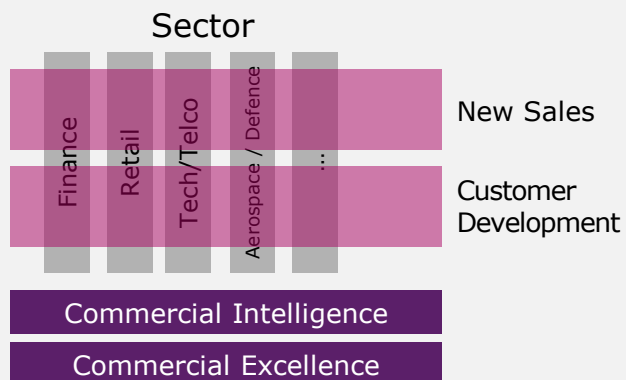 Sector
Finance
Retail
Tech/Telco
Aerospace / Defence
...
New Sales
Customer
Development
Commercial Intelligence
Commercial Excellence